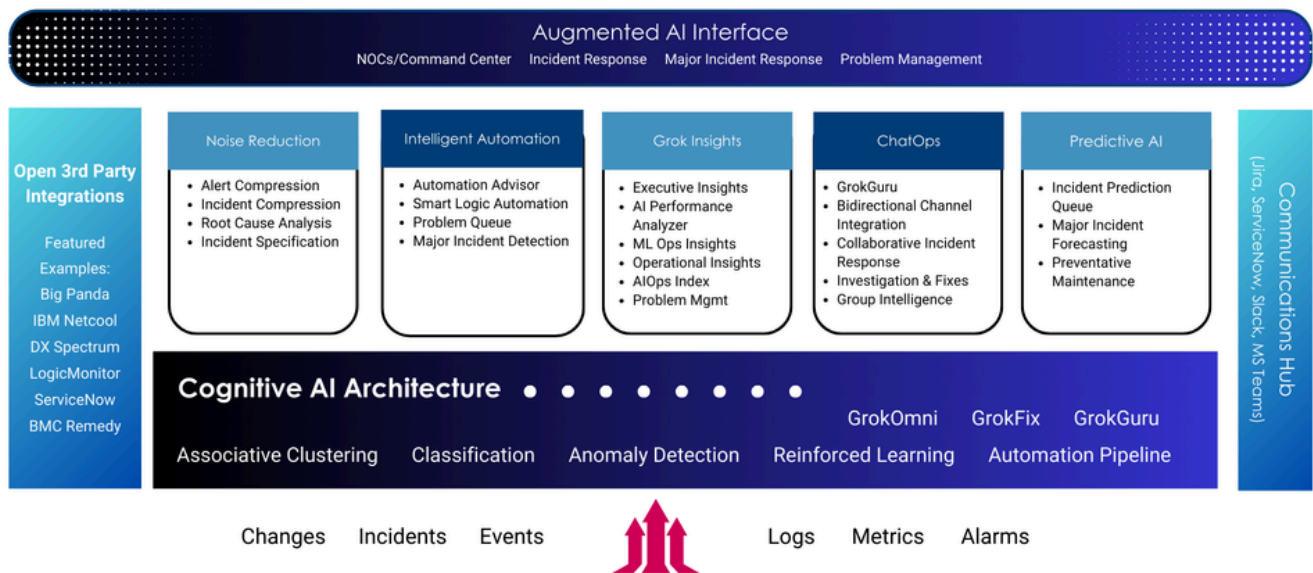 Augmented AI Interface
NOCs/Command Center Incident Response Major Incident Response Problem Management
Open 3rd Party
Integrations
Featured
Examples:
Big Panda
IBM Netcool
DX Spectrum
LogicMonitor
ServiceNow
BMC Remedy
Noise Reduction
• Alert Compression
• Incident Compression
• Root Cause Analysis
• Incident Specification
Intelligent Automation
• Automation Advisor
• Smart Logic Automation
• Problem Queue
• Major Incident Detection
Grok Insights
• Executive Insights
• AI Performance
Analyzer
• ML Ops Insights
• Operational Insights
• AIOps Index
• Problem Mgmt
ChatOps
• GrokGuru
• Bidirectional Channel
Integration
• Collaborative Incident
Response
• Investigation & Fixes
• Group Intelligence
Predictive AI
• Incident Prediction
Queue
• Major Incident
Forecasting
• Preventative
Maintenance
Communications Hub
(Jira, ServiceNow, Slack, MS Teams)
Cognitive AI Architecture
GrokOmni GrokFix GrokGuru
Associative Clustering Classification Anomaly Detection Reinforced Learning Automation Pipeline
Changes Incidents Events Logs Metrics Alarms